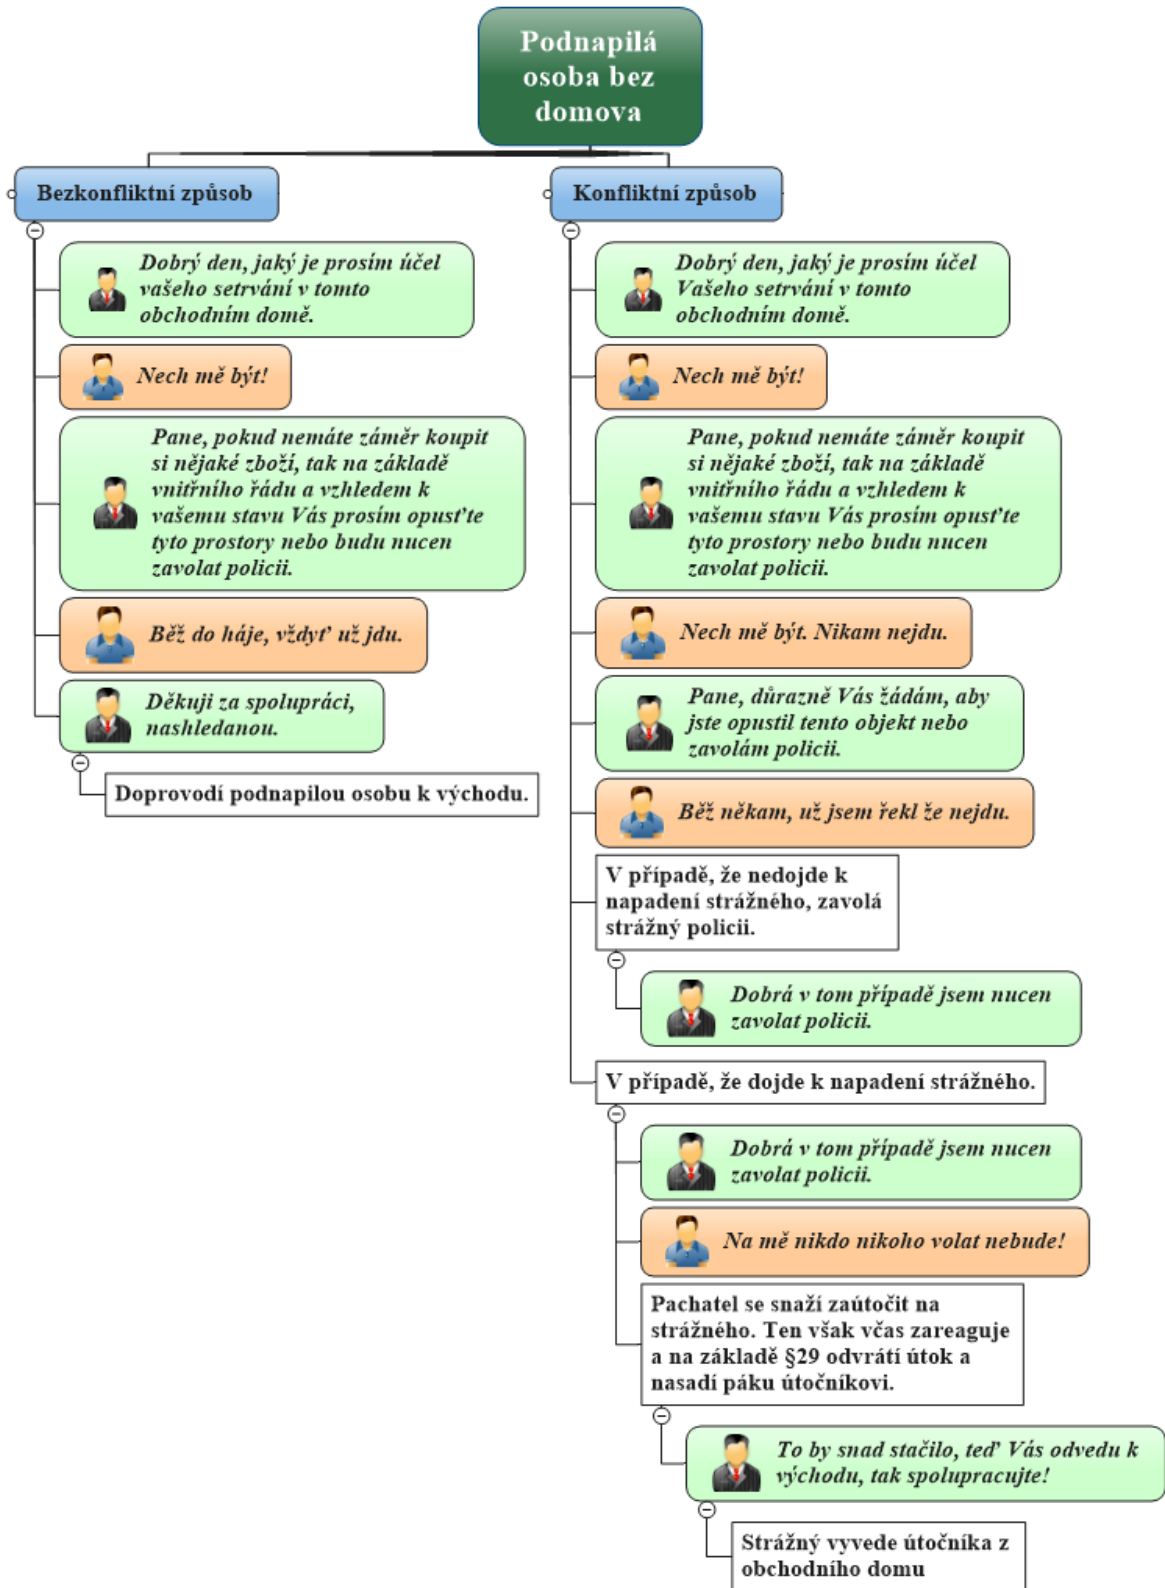 Podnapilá
osoba bez
domova
Bezkonfliktní způsob
Dobrý den, jaký je prosím účel
vašeho setrvání v tomto
obchodním domě.
Nech mě být!
Pane, pokud nemáte záměr koupit
si nějaké zboží, tak na základě
vnitřního řádu a vzhledem k
vašemu stavu Vás prosím opusťte
tyto prostory nebo budu nucen
zavolat policii.
Běž do háje, vždyť už jdu.
Děkuji za spolupráci,
nashledanou.
Doprovodí podnapilou osobu k východu.
Konfliktní způsob
Dobrý den, jaký je prosím účel
Vašeho setrvání v tomto
obchodním domě.
Nech mě být!
Pane, pokud nemáte záměr koupit
si nějaké zboží, tak na základě
vnitřního řádu a vzhledem k
vašemu stavu Vás prosím opusťte
tyto prostory nebo budu nucen
zavolat policii.
Nech mě být. Nikam nejdu.
Pane, důrazně Vás žádám, aby
jste opustil tento objekt nebo
zavolám policii.
Běž někam, už jsem řekl že nejdu.
V případě, že nedojde k
napadení strážného, zavolá
strážný policii.
Dobrá v tom případě jsem nucen
zavolat policii.
V případě, že dojde k napadení strážného.
Dobrá v tom případě jsem nucen
zavolat policii.
Na mě nikdo nikoho volat nebude!
Pachatel se snaží zaútočit na
strážného. Ten však včas zareaguje
a na základě §29 odvrátí útok a
nasadí páku útočníkovi.
To by snad stačilo, teď Vás odvedu k
východu, tak spolupracujte!
Strážný vyvede útočníka z
obchodního domu